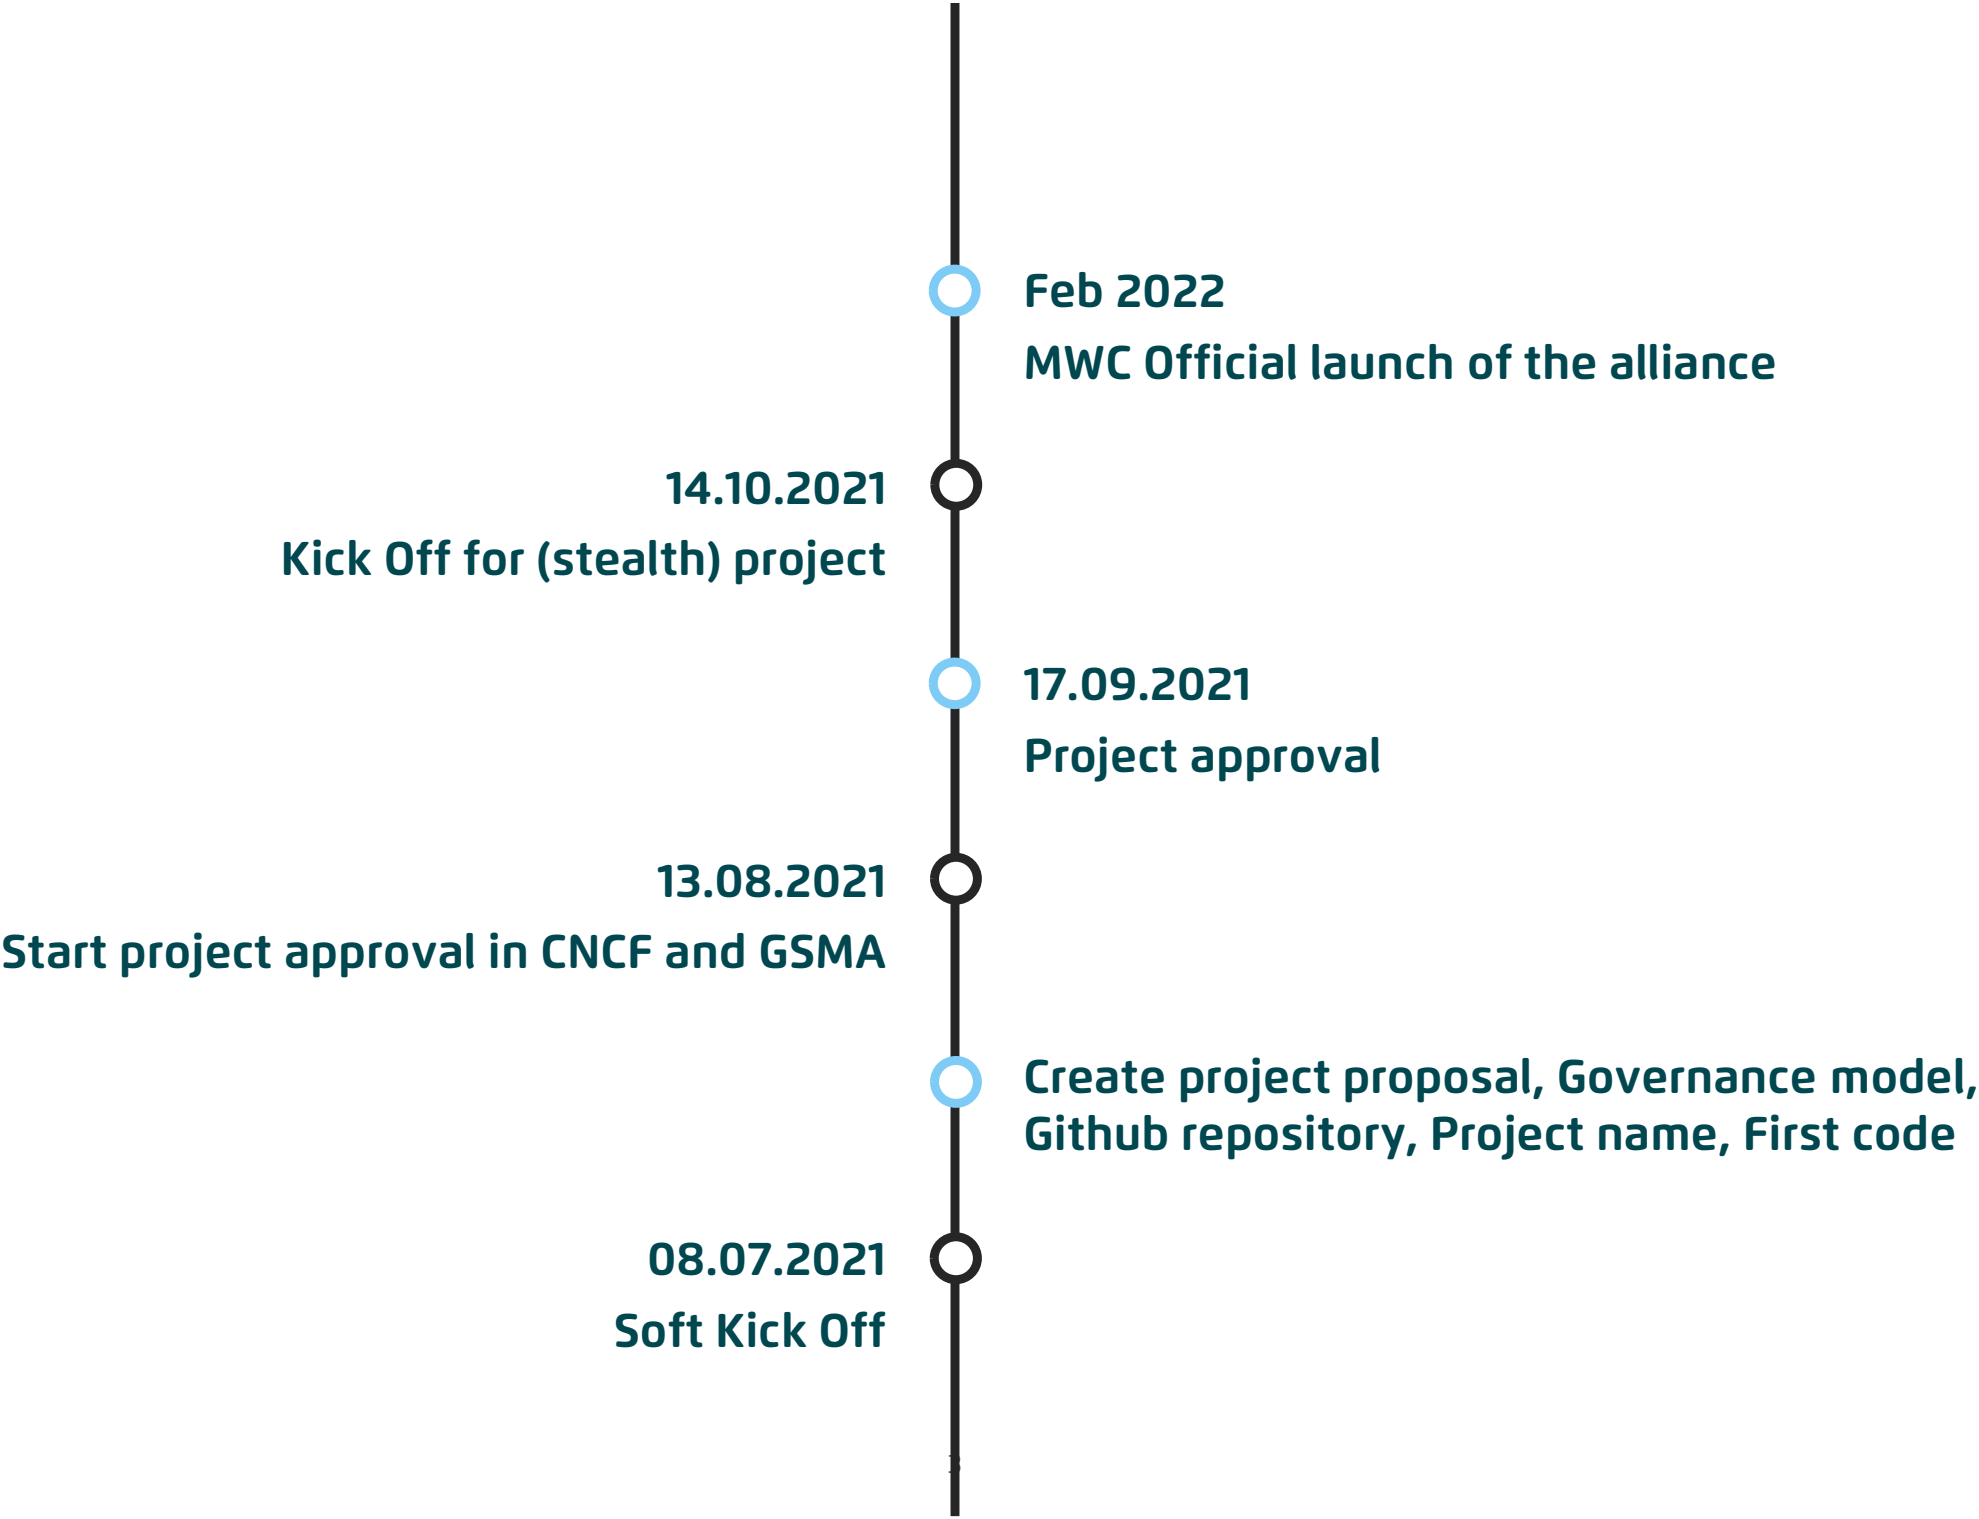 Feb 2022
MWC Official launch of the alliance
14.10.2021
Kick Off for (stealth) project
17.09.2021
Project approval
13.08.2021
Start project approval in CNCF and GSMA
Create project proposal, Governance model,
Github repository, Project name, First code
08.07.2021
Soft Kick Off